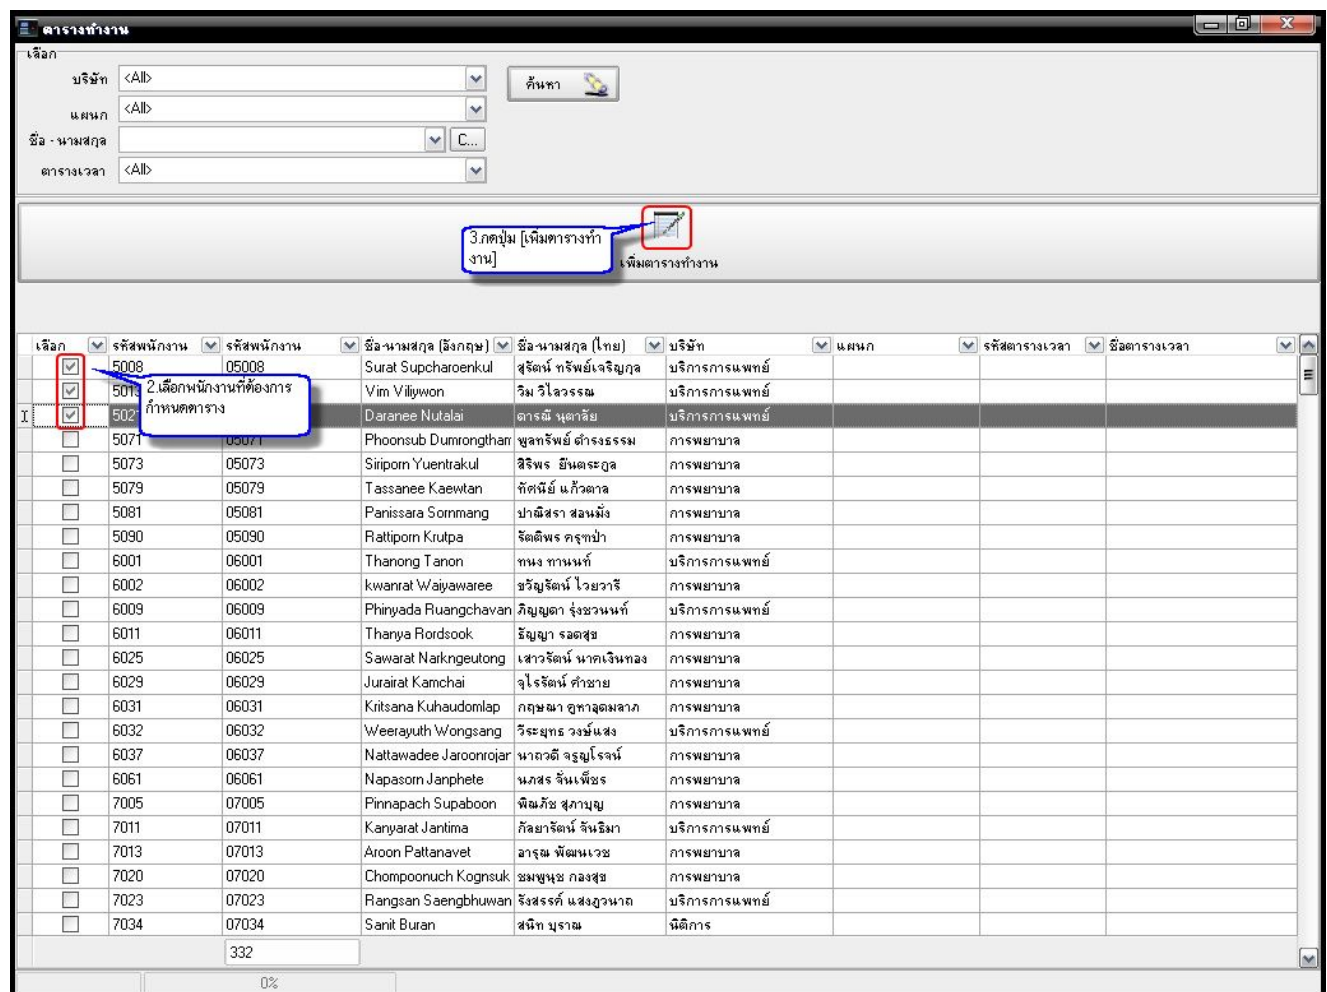 ตารางทำงาน
เลือก
บริษัท <All>
ค้นหา
แผนก <All>
ชื่อ - นามสกุล C...
ตารางเวลา <All>
3.กดปุ่ม [เพิ่มตารางทำ
งาน]
เพิ่มตารางทำงาน
เลือก รหัสพนักงาน รหัสพนักงาน ชื่อ-นามสกุล (อังกฤษ) ชื่อ-นามสกุล (ไทย) บริษัท แผนก รหัสตารางเวลา ชื่อตารางเวลา
5008 05008 Surat Supcharoenkul สุรัตน์ ทรัพย์เจริญกุล บริการการแพทย์
2.เลือกพนักงานที่ต้องการ
กำหนดตาราง
Vim Viljywon วิม วิไลวรรณ บริการการแพทย์
Daranee Nutalai ดารณี นุตาลัย บริการการแพทย์
5071 05071 Phoonsub Dumrongtham พูลทรัพย์ ดำรงธรรม การพยาบาล
5073 05073 Siriporn Yuentrakul สิริพร ยืนตระกูล การพยาบาล
5079 05079 Tassanee Kaewtan ทัศนีย์ แก้วตาล การพยาบาล
5081 05081 Panissara Sornmang ปาณิสรา สอนมั่ง การพยาบาล
5090 05090 Rattiporn Krutpa รัตติพร ครุฑป่า การพยาบาล
6001 06001 Thanong Tanon ทนง ทานนท์ บริการการแพทย์
6002 06002 kwanrat Waiyawaree ขวัญรัตน์ ไวยวารี การพยาบาล
6009 06009 Phinyada Ruangchavan ภิญญดา รุ่งชวนนท์ บริการการแพทย์
6011 06011 Thanya Rordsook ธัญญา รอดสุข การพยาบาล
6025 06025 Sawarat Narkngeutong เสาวรัตน์ นาคเงินทอง การพยาบาล
6029 06029 Jurairat Kamchai จุไรรัตน์ คำชาย การพยาบาล
6031 06031 Kritsana Kuhaudomlap กฤษณา คูหาอุดมลาภ การพยาบาล
6032 06032 Weerayuth Wongsang วีระยุทธ วงษ์แสง บริการการแพทย์
6037 06037 Nattawadee Jaroonrojan นาถวดี จรูญโรจน์ การพยาบาล
6061 06061 Napasorn Janphete นภสร จั่นเพ็ชร การพยาบาล
7005 07005 Pinnapach Supaboon พิณภัช สุภาบุญ การพยาบาล
7011 07011 Kanyarat Jantima กัลยารัตน์ จันธิมา บริการการแพทย์
7013 07013 Aroon Pattanavet อารุณ พัฒนเวช การพยาบาล
7020 07020 Chompoonuch Kognsuk ชมพูนุช กองสุข การพยาบาล
7023 07023 Rangsan Saengbhuwan รังสรรค์ แสงภูวนาถ บริการการแพทย์
7034 07034 Sanit Buran สนิท บุราณ นิติการ
332
0%